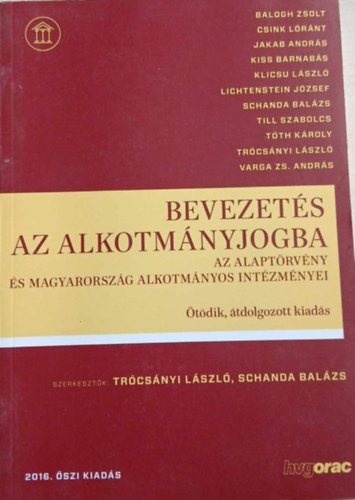 BALOGH ZSOLT
CSINK LÓRÁNT
JAKAB ANDRÁS
KISS BARNABÁS
KLICSU LÁSZLÓ
LICHTENSTEIN JÓZSEF
SCHANDA BALÁZS
TILL SZABOLCS
TÓTH KÁROLY
TRÓCSÁNYI LÁSZLÓ
VARGA ZS. ANDRÁS
BEVEZETÉS
AZ ALKOTMÁNYJOGBA
AZ ALAPTÖRVÉNY
ÉS MAGYARORSZÁG ALKOTMÁNYOS INTÉZMÉNYEI
Ötödik, átdolgozott kiadás
SZERKESZTŐK: TRÓCSÁNYI LÁSZLÓ, SCHANDA BALÁZS
2016. ŐSZI KIADÁS
hvgorac